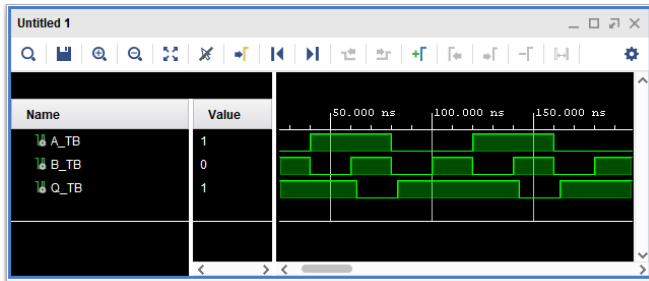 Untitled 1
Name Value
50.000 ns 100.000 ns 150.000 ns
A_TB 1
B_TB 0
Q_TB 1